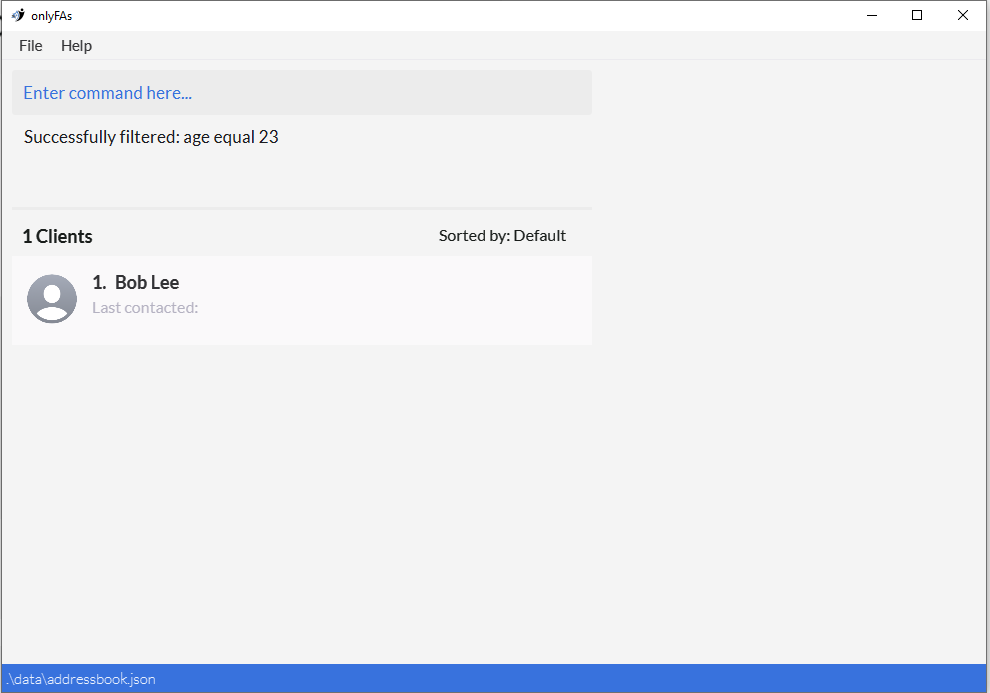 onlyFAs
File Help
Enter command here...
Successfully filtered: age equal 23
1 Clients Sorted by: Default
1. Bob Lee
Last contacted:
.\data\addressbook.json